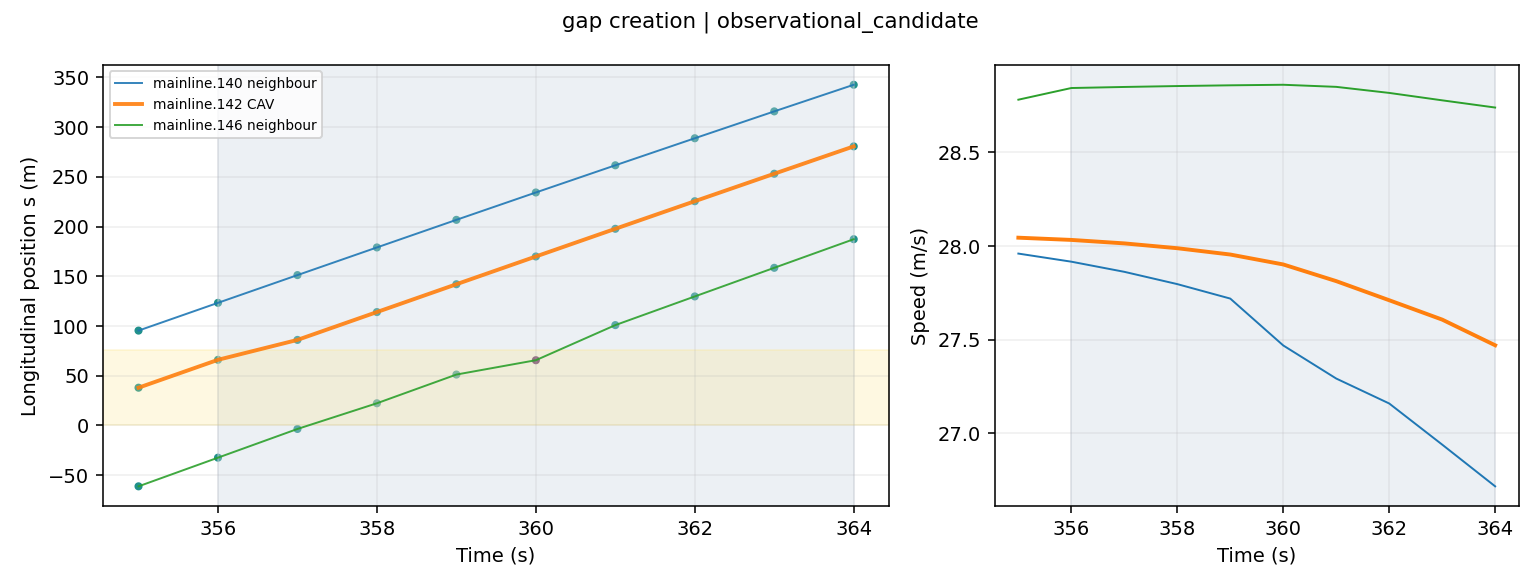 gap creation | observational_candidate
mainline.140 neighbour
mainline.142 CAV
mainline.146 neighbour
Longitudinal position s (m)
350
300
250
200
150
100
50
0
−50
356
358
360
362
364
Time (s)
Speed (m/s)
28.5
28.0
27.5
27.0
356
358
360
362
364
Time (s)